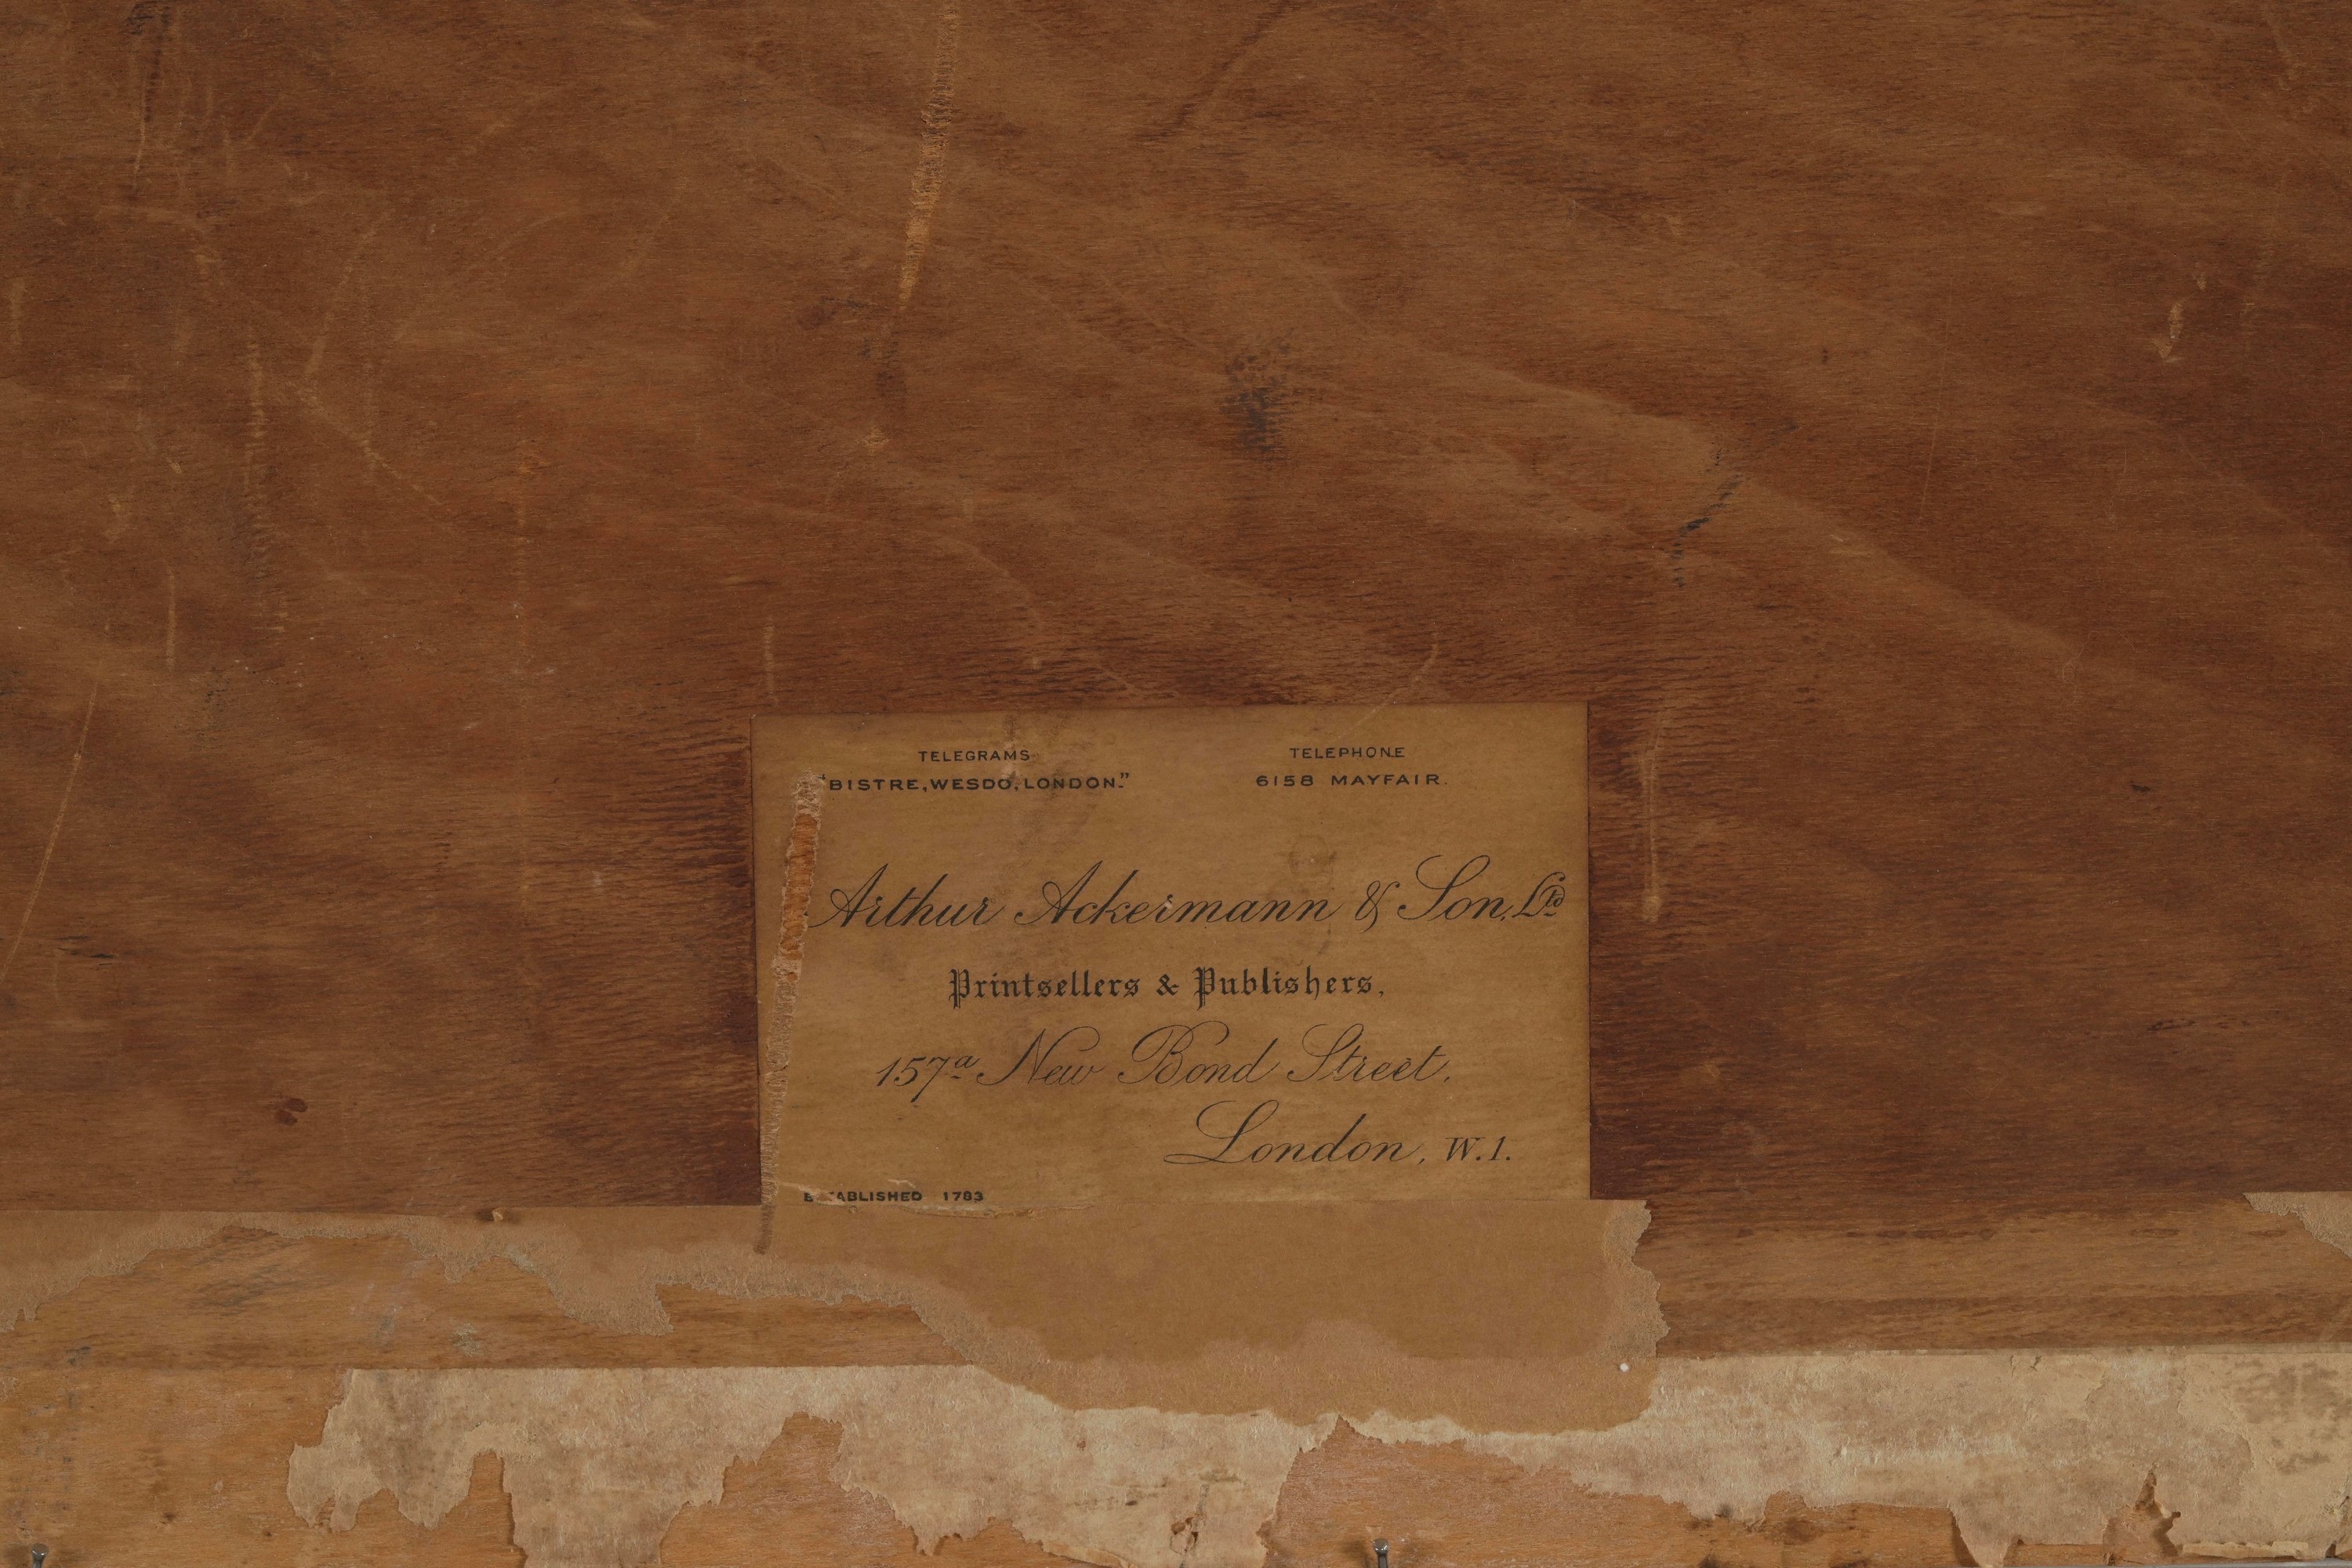 TELEGRAMS
"BISTRE, WESDO, LONDON."
TELEPHONE
6158 MAYFAIR.
Arthur Ackermann & Son, Ltd
Printsellers & Publishers,
157a New Bond Street,
London, W.1.
ESTABLISHED 1783